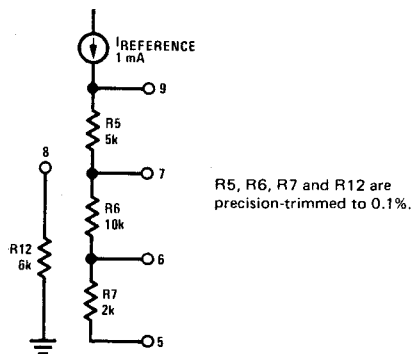 IREFERENCE
1 mA
9
R5
5k
8
7
R5, R6, R7 and R12 are
precision-trimmed to 0.1%.
R6
10k
R12
6k
6
R7
2k
5